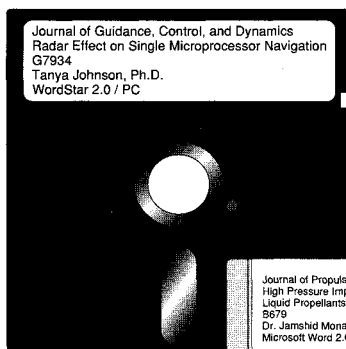 Journal of Guidance, Control, and Dynamics
Radar Effect on Single Microprocessor Navigation
G7934
Tanya Johnson, Ph.D.
WordStar 2.0 / PC
Journal of Propuls
High Pressure Imp
Liquid Propellants
B679
Dr. Jamshid Mona
Microsoft Word 2.